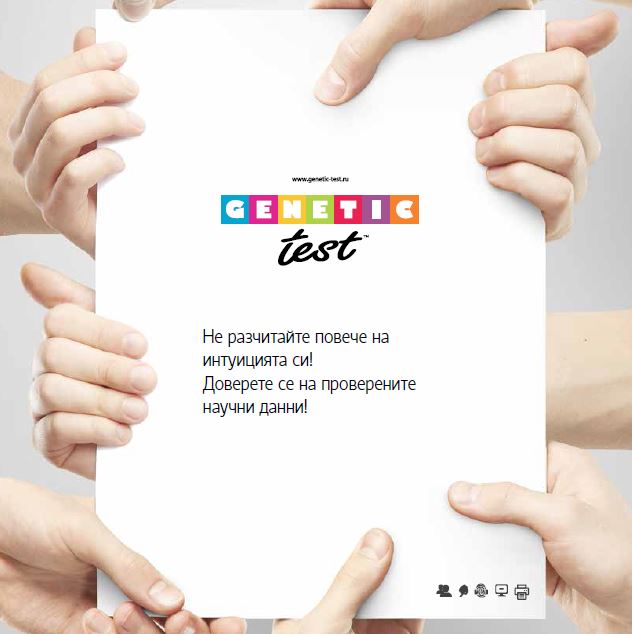 www.genetic-test.ru
GENETIC
test™
Не разчитайте повече на
интуицията си!
Доверете се на проверените
научни данни!